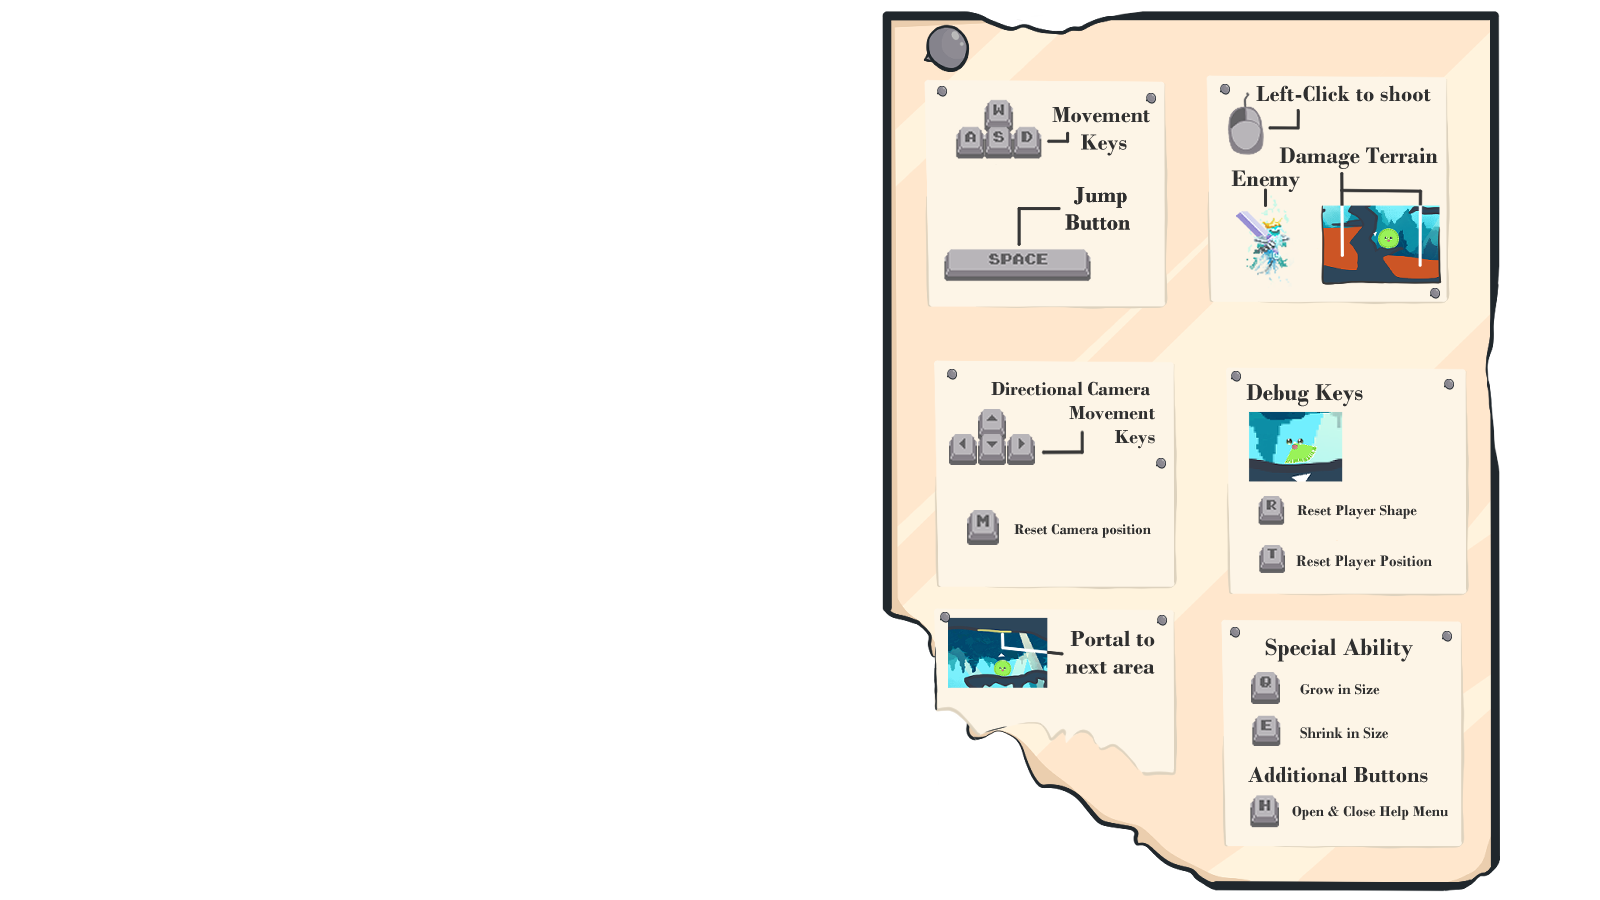 W
A S D
Movement
Keys
Jump
Button
SPACE
Left-Click to shoot
Damage Terrain
Enemy
Directional Camera
Movement
Keys
M
Reset Camera position
Debug Keys
R
Reset Player Shape
T
Reset Player Position
Portal to
next area
Special Ability
Q
Grow in Size
E
Shrink in Size
Additional Buttons
H
Open & Close Help Menu